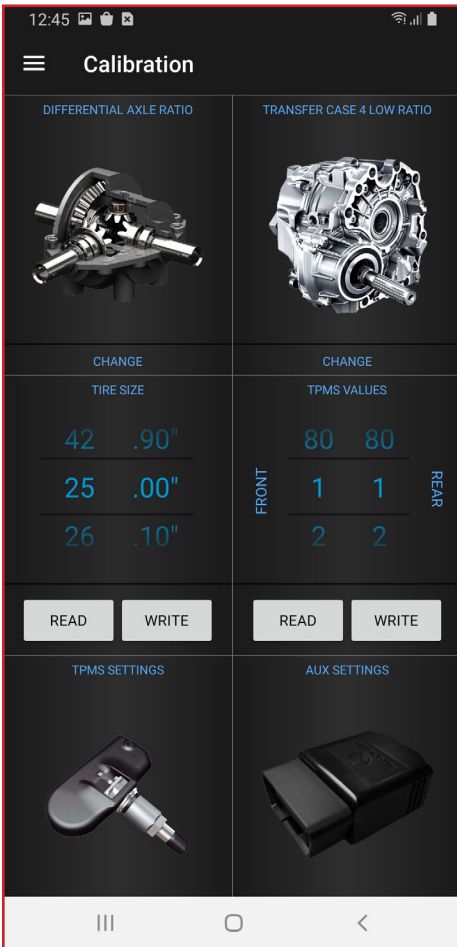 12:45
Calibration
DIFFERENTIAL AXLE RATIO
TRANSFER CASE 4 LOW RATIO
CHANGE
CHANGE
TIRE SIZE
TPMS VALUES
42 .90"
80 80
25 .00"
FRONT
1 1
REAR
26 .10"
2 2
READ
WRITE
READ
WRITE
TPMS SETTINGS
AUX SETTINGS